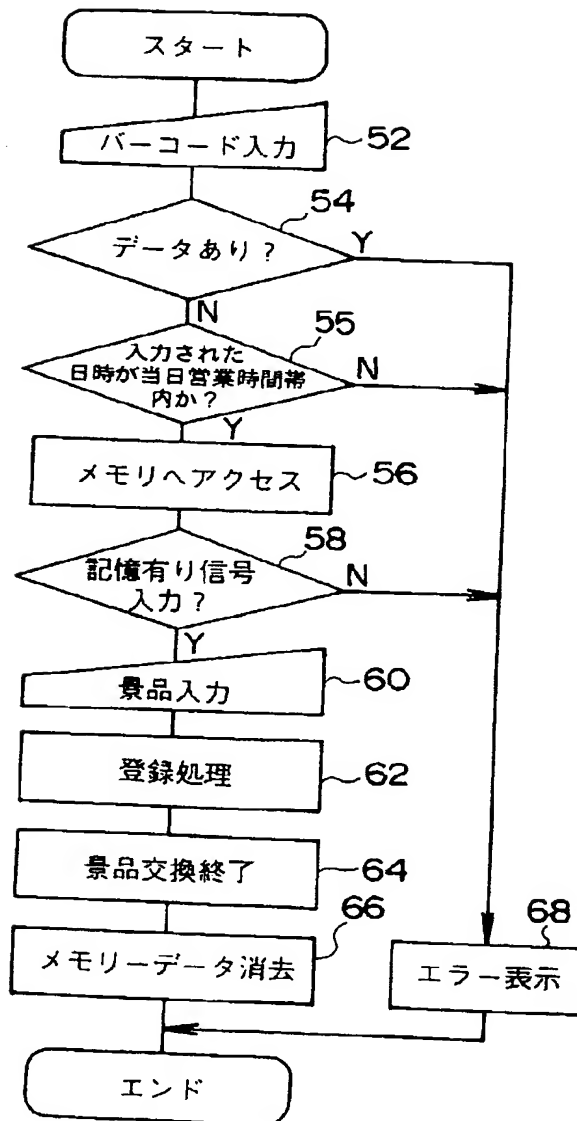 スタート
バーコード入力
52
54
データあり?
Y
N
55
入力された
日時が当日営業時間帯
内か?
N
Y
メモリへアクセス
56
58
記憶有り信号
入力?
N
Y
景品入力
60
登録処理
62
景品交換終了
64
66
メモリーデータ消去
68
エラー表示
エンド